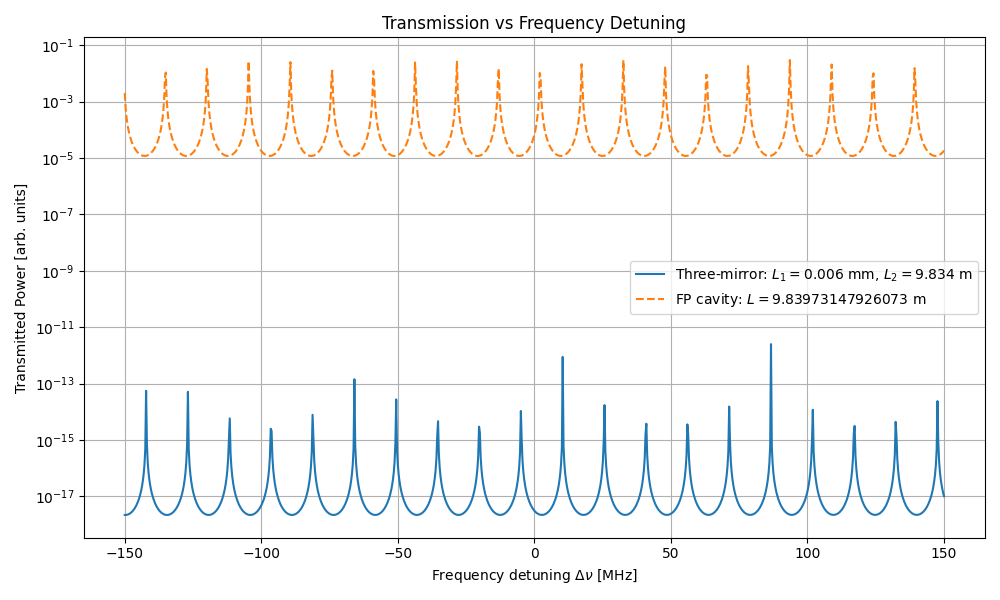 Transmission vs Frequency Detuning
Transmitted Power [arb. units]
10⁻¹
10⁻³
10⁻⁵
10⁻⁷
10⁻⁹
10⁻¹¹
10⁻¹³
10⁻¹⁵
10⁻¹⁷
Three-mirror: L₁ = 0.006 mm, L₂ = 9.834 m
FP cavity: L = 9.83973147926073 m
−150 −100 −50 0 50 100 150
Frequency detuning Δν [MHz]